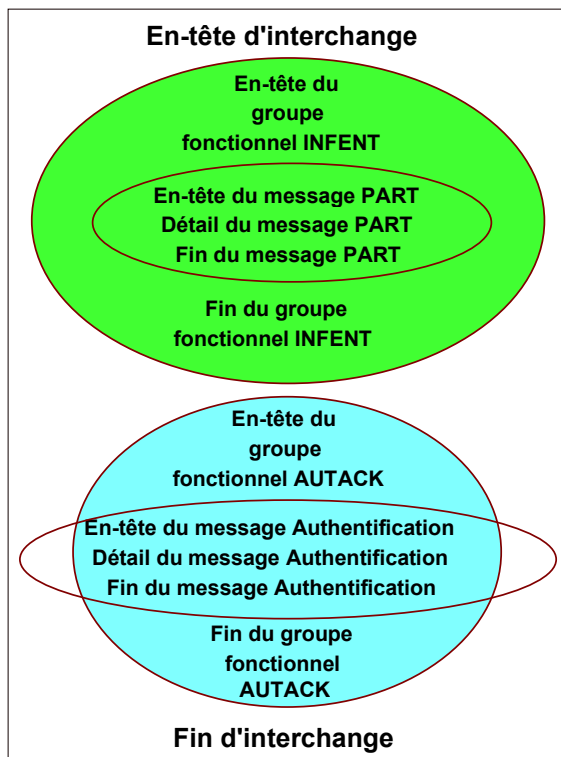 En-tête d'interchange
En-tête du
groupe
fonctionnel INFENT
En-tête du message PART
Détail du message PART
Fin du message PART
Fin du groupe
fonctionnel INFENT
En-tête du
groupe
fonctionnel AUTACK
En-tête du message Authentification
Détail du message Authentification
Fin du message Authentification
Fin du groupe
fonctionnel
AUTACK
Fin d'interchange